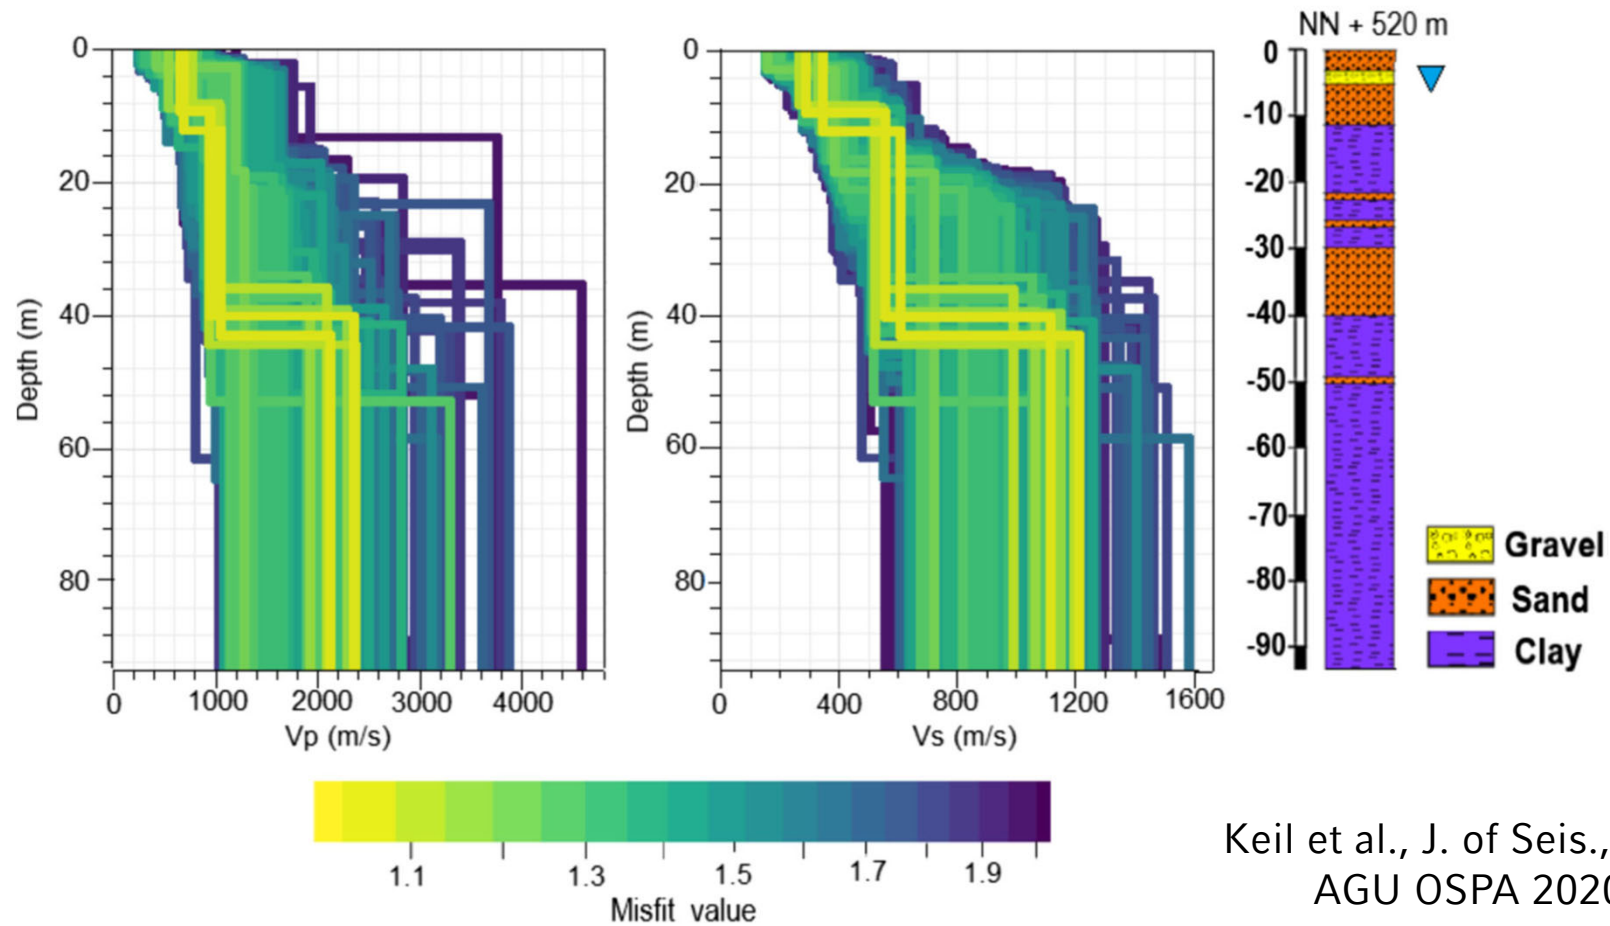 NN + 520 m
0
20
40
60
80
Depth (m)
0 1000 2000 3000 4000
Vp (m/s)
0
20
40
60
80
Depth (m)
0 400 800 1200 1600
Vs (m/s)
0
-10
-20
-30
-40
-50
-60
-70
-80
-90
Gravel
Sand
Clay
1.1 1.3 1.5 1.7 1.9
Misfit value
Keil et al., J. of Seis.,
AGU OSPA 2020